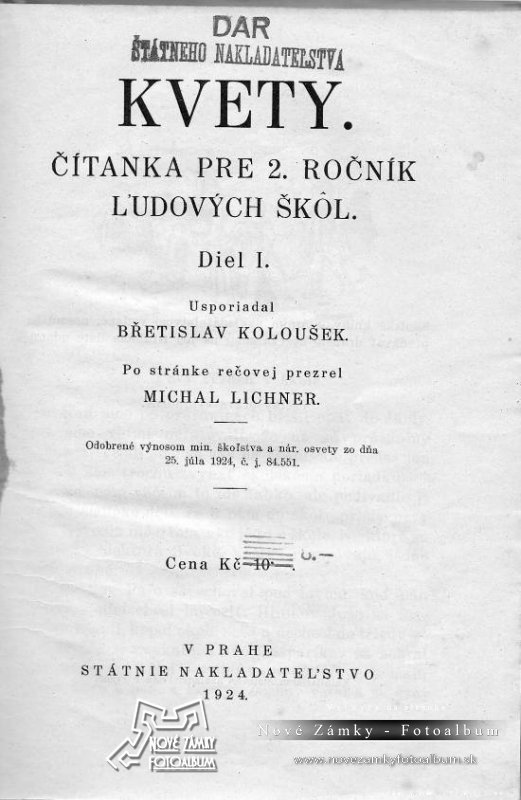 DAR
ŠTÁTNEHO NAKLADATEĽSTVA
KVETY.
ČÍTANKA PRE 2. ROČNÍK
ĽUDOVÝCH ŠKÔL.
Diel I.
Usporiadal
BŘETISLAV KOLOUŠEK.
Po stránke rečovej prezrel
MICHAL LICHNER.
Odobrené výnosom min. školstva a nár. osvety zo dňa
25. júla 1924, č. j. 84.551.
Cena Kč 10·—.
V PRAHE
STÁTNIE NAKLADATEĽSTVO
1924.
Nové Zámky - Fotoalbum
NOVÉ ZÁMKY
FOTOALBUM
www.novezamkyfotoalbum.sk